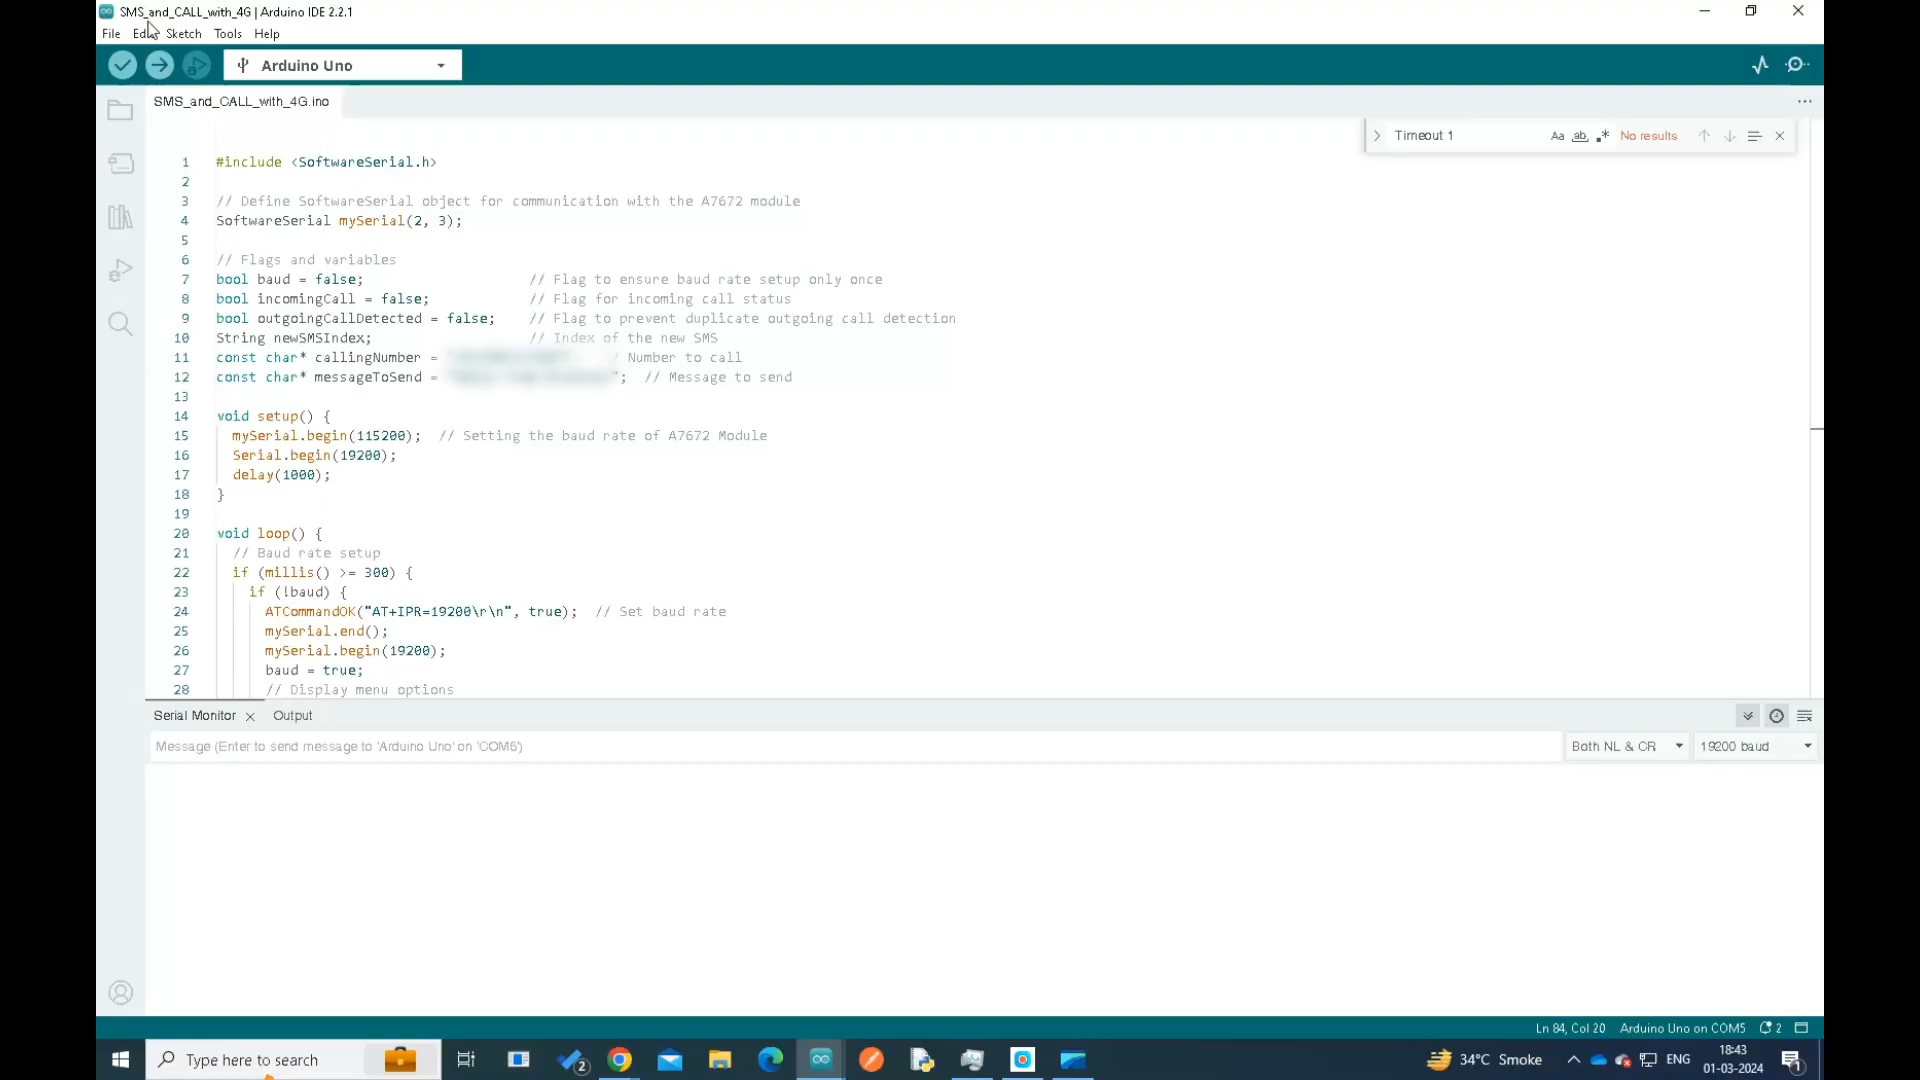 SMS_and_CALL_with_4G | Arduino IDE 2.2.1
File Edit Sketch Tools Help
Arduino Uno
SMS_and_CALL_with_4G.ino
Timeout 1 Aa ab No results
1 #include <SoftwareSerial.h>
2
3 // Define SoftwareSerial object for communication with the A7672 module
4 SoftwareSerial mySerial(2, 3);
5
6 // Flags and variables
7 bool baud = false; // Flag to ensure baud rate setup only once
8 bool incomingCall = false; // Flag for incoming call status
9 bool outgoingCallDetected = false; // Flag to prevent duplicate outgoing call detection
10 String newSMSIndex; // Index of the new SMS
11 const char* callingNumber = / Number to call
12 const char* messageToSend = "; // Message to send
13
14 void setup() {
15 mySerial.begin(115200); // Setting the baud rate of A7672 Module
16 Serial.begin(19200);
17 delay(1000);
18 }
19
20 void loop() {
21 // Baud rate setup
22 if (millis() >= 300) {
23 if (!baud) {
24 ATCommandOK("AT+IPR=19200\r\n", true); // Set baud rate
25 mySerial.end();
26 mySerial.begin(19200);
27 baud = true;
28 // Display menu options
Serial Monitor Output
Message (Enter to send message to 'Arduino Uno' on 'COM6') Both NL & CR 19200 baud
Ln 84, Col 20 Arduino Uno on COM5 2
Type here to search 2 34°C Smoke ENG 18:43 1
01-03-2024